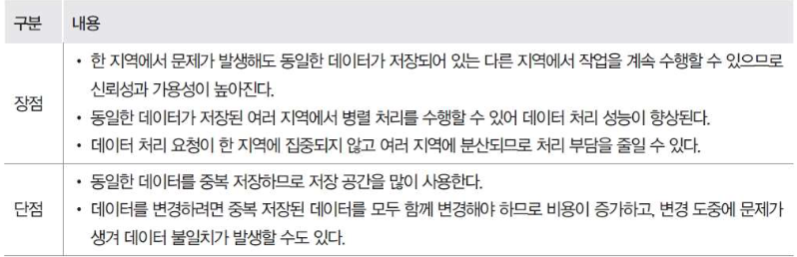 구분 내용
장점
• 한 지역에서 문제가 발생해도 동일한 데이터가 저장되어 있는 다른 지역에서 작업을 계속 수행할 수 있으므로
신뢰성과 가용성이 높아진다.
• 동일한 데이터가 저장된 여러 지역에서 병렬 처리를 수행할 수 있어 데이터 처리 성능이 향상된다.
• 데이터 처리 요청이 한 지역에 집중되지 않고 여러 지역에 분산되므로 처리 부담을 줄일 수 있다.
단점
• 동일한 데이터를 중복 저장하므로 저장 공간을 많이 사용한다.
• 데이터를 변경하려면 중복 저장된 데이터를 모두 함께 변경해야 하므로 비용이 증가하고, 변경 도중에 문제가
생겨 데이터 불일치가 발생할 수도 있다.